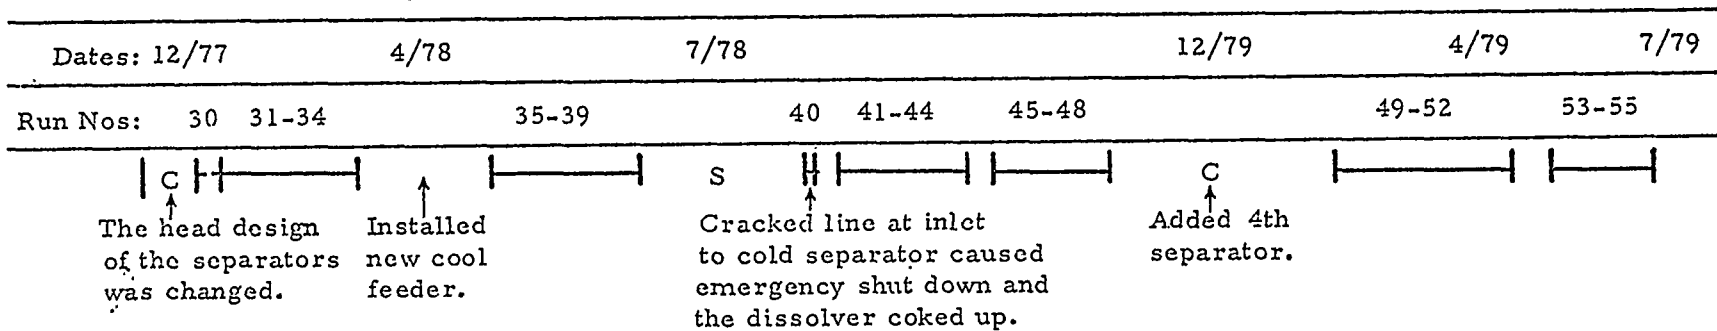 Dates: 12/77 4/78 7/78 12/79 4/79 7/79
Run Nos: 30 31-34 35-39 40 41-44 45-48 49-52 53-55
C S C
The head design
of the separators
was changed.
Installed
new cool
feeder.
Cracked line at inlet
to cold separator caused
emergency shut down and
the dissolver coked up.
Added 4th
separator.